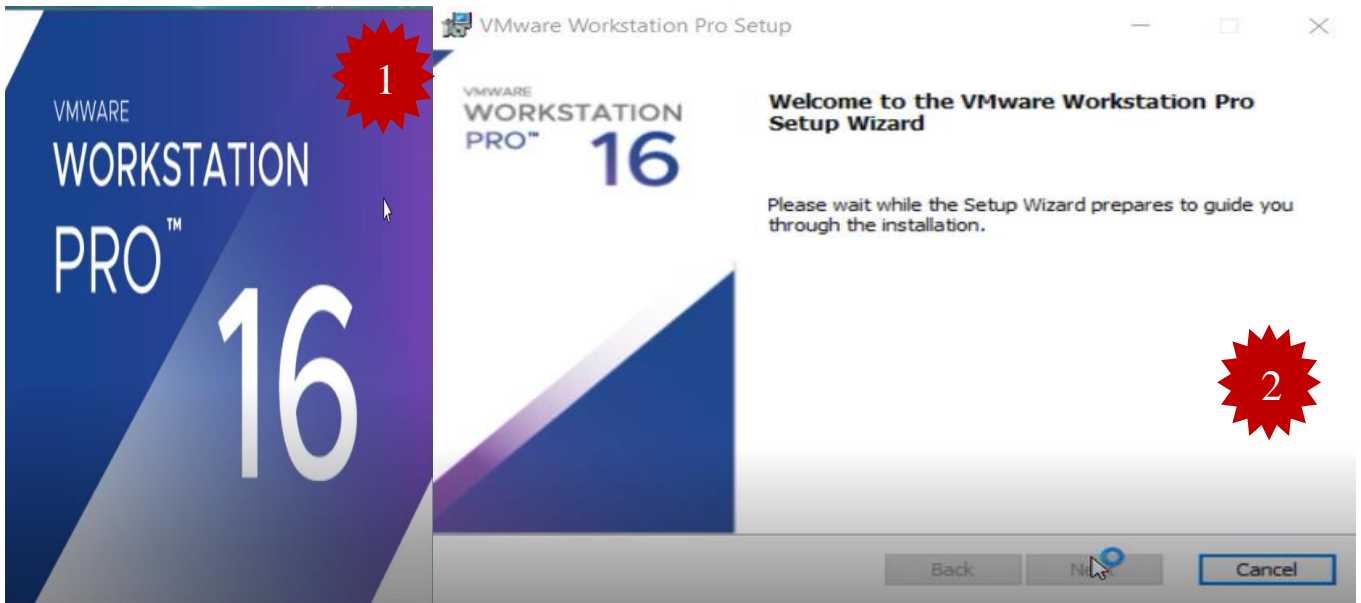 1
VMWARE
WORKSTATION
PRO™
16
VMware Workstation Pro Setup
VMWARE
WORKSTATION
PRO™ 16
Welcome to the VMware Workstation Pro
Setup Wizard
Please wait while the Setup Wizard prepares to guide you
through the installation.
2
Back
Cancel